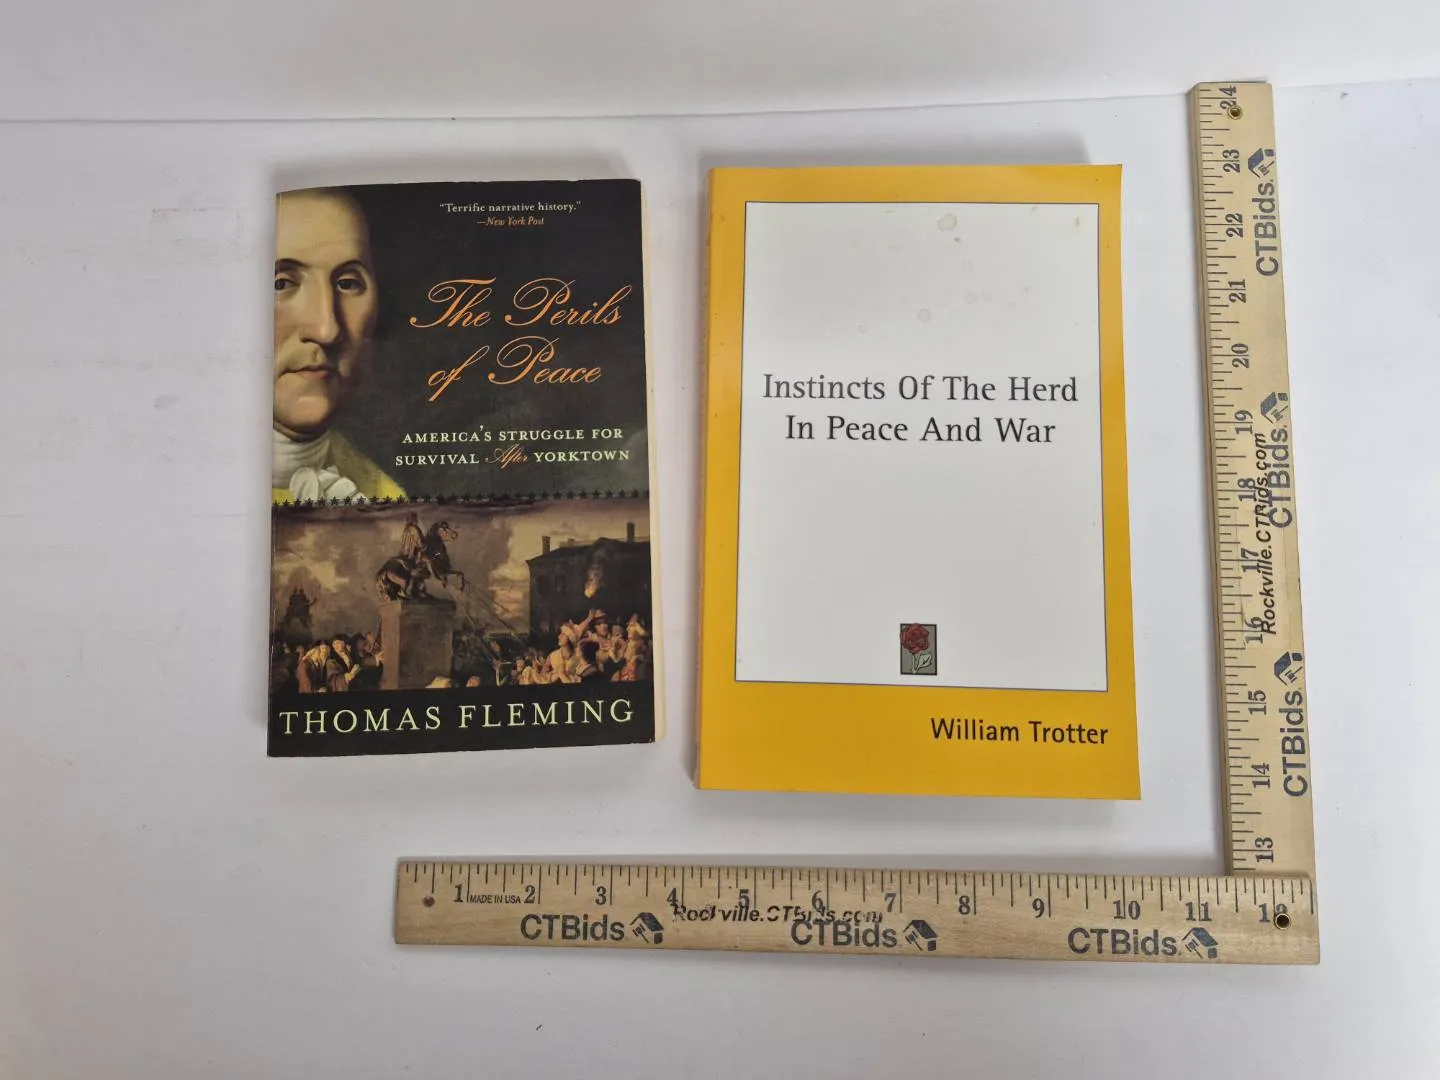 “Terrific narrative history.”
—New York Post
The Perils
of Peace
AMERICA'S STRUGGLE FOR
SURVIVAL After YORKTOWN
THOMAS FLEMING
Instincts Of The Herd
In Peace And War
William Trotter
24
23
22
21
20
19
18
17
16
15
14
13
CTBids
CTBids
CTBids
Rockville.CTBids.com
1 MADE IN USA 2 3 4 5 6 7 8 9 10 11 12
Rockville.CTBids.com
CTBids CTBids CTBids